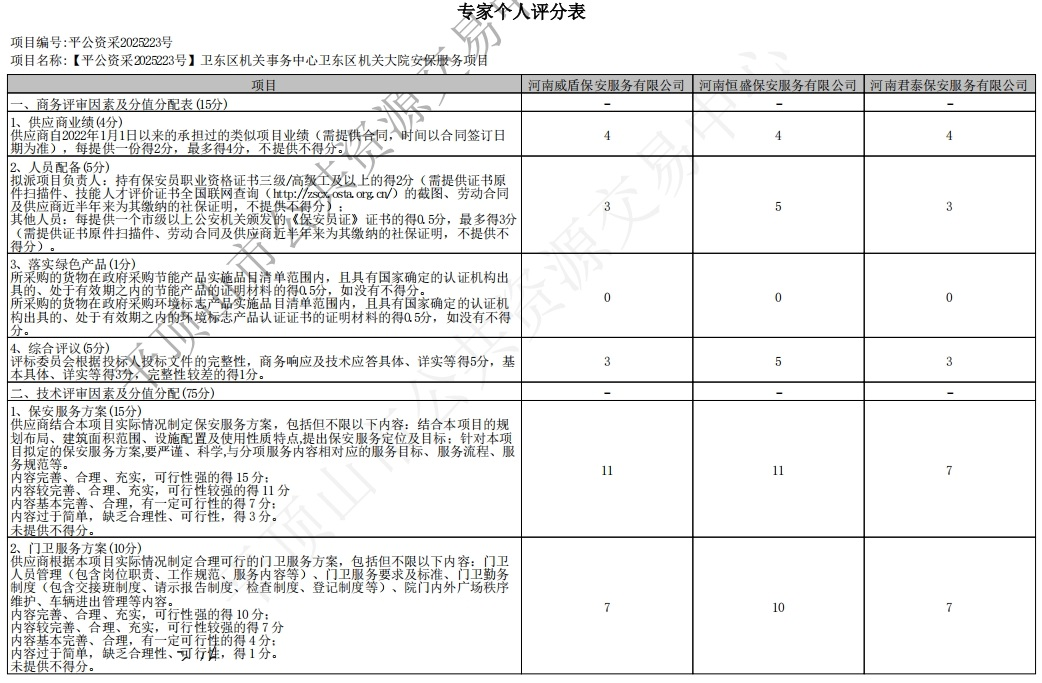 专家个人评分表
项目编号:平公资采2025223号
项目名称:【平公资采2025223号】卫东区机关事务中心卫东区机关大院安保服务项目
项目 河南威盾保安服务有限公司 河南恒盛保安服务有限公司 河南君泰保安服务有限公司
一、商务评审因素及分值分配表(15分) - - -
1、供应商业绩(4分)
供应商自2022年1月1日以来的承担过的类似项目业绩(需提供合同,时间以合同签订日
期为准),每提供一份得2分,最多得4分,不提供不得分。
4 4 4
2、人员配备(5分)
拟派项目负责人:持有保安员职业资格证书三级/高级工及以上的得2分(需提供证书原
件扫描件、技能人才评价证书全国联网查询(http://zscx.osta.org.cn/)的截图、劳动合同
及供应商近半年来为其缴纳的社保证明,不提供不得分);
其他人员:每提供一个市级以上公安机关颁发的《保安员证》证书的得0.5分,最多得3分
(需提供证书原件扫描件、劳动合同及供应商近半年来为其缴纳的社保证明,不提供不
得分)。
3 5 3
3、落实绿色产品(1分)
所采购的货物在政府采购节能产品实施品目清单范围内,且具有国家确定的认证机构出
具的、处于有效期之内的节能产品的证明材料的得0.5分,如没有不得分。
所采购的货物在政府采购环境标志产品实施品目清单范围内,且具有国家确定的认证机
构出具的、处于有效期之内的环境标志产品认证证书的证明材料的得0.5分,如没有不得
分。
0 0 0
4、综合评议(5分)
评标委员会根据投标人投标文件的完整性,商务响应及技术应答具体、详实等得5分,基
本具体、详实等得3分,完整性较差的得1分。
3 5 3
二、技术评审因素及分值分配(75分) - - -
1、保安服务方案(15分)
供应商结合本项目实际情况制定保安服务方案,包括但不限以下内容:结合本项目的规
划布局、建筑面积范围、设施配置及使用性质特点,提出保安服务定位及目标;针对本项
目拟定的保安服务方案,要严谨、科学,与分项服务内容相对应的服务目标、服务流程、服
务规范等。
内容完善、合理、充实,可行性强的得 15 分;
内容较完善、合理、充实,可行性较强的得 11 分
内容基本完善、合理,有一定可行性的得 7 分;
内容过于简单,缺乏合理性、可行性,得 3 分。
未提供不得分。
11 11 7
2、门卫服务方案(10分)
供应商根据本项目实际情况制定合理可行的门卫服务方案,包括但不限以下内容:门卫
人员管理(包含岗位职责、工作规范、服务内容等)、门卫服务要求及标准、门卫勤务
制度(包含交接班制度、请示报告制度、检查制度、登记制度等)、院门内外广场秩序
维护、车辆进出管理等内容。
内容完善、合理、充实,可行性强的得 10 分;
内容较完善、合理、充实,可行性较强的得 7 分
内容基本完善、合理,有一定可行性的得 4 分;
内容过于简单,缺乏合理性、可行性,得 1 分。
未提供不得分。
7 10 7
平顶山市公共资源交易中心
平顶山市公共资源交易中心